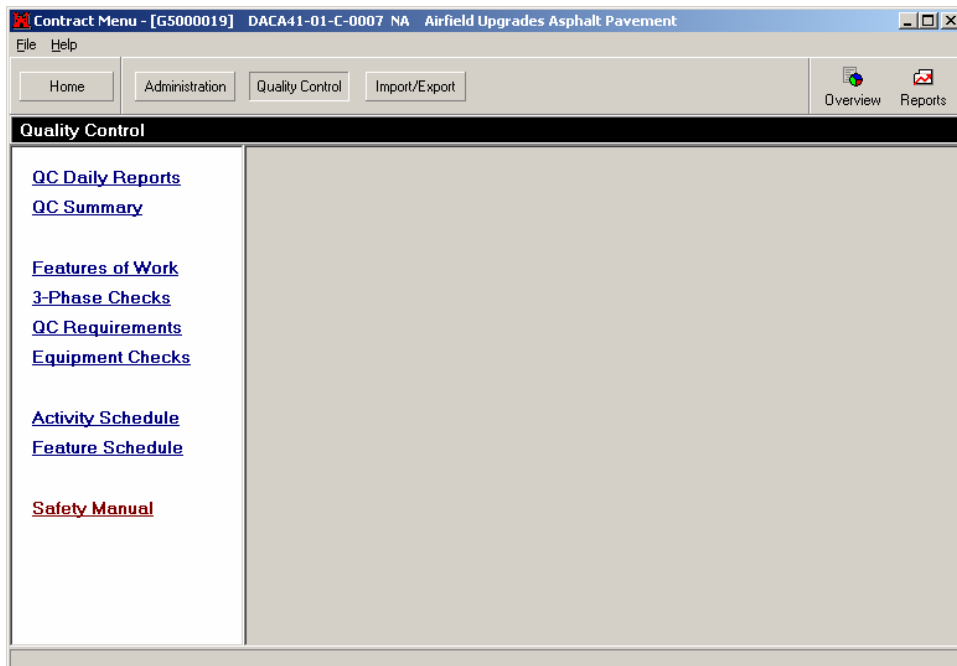 Contract Menu - [G5000019] DACA41-01-C-0007 NA Airfield Upgrades Asphalt Pavement
File Help
Home Administration Quality Control Import/Export Overview Reports
Quality Control
QC Daily Reports
QC Summary
Features of Work
3-Phase Checks
QC Requirements
Equipment Checks
Activity Schedule
Feature Schedule
Safety Manual